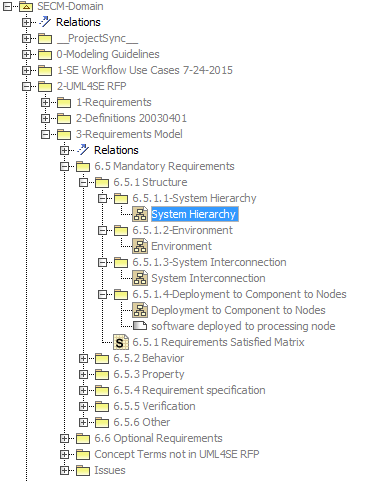 SECM-Domain
Relations
__ProjectSync__
0-Modeling Guidelines
1-SE Workflow Use Cases 7-24-2015
2-UML4SE RFP
1-Requirements
2-Definitions 20030401
3-Requirements Model
Relations
6.5 Mandatory Requirements
6.5.1 Structure
6.5.1.1-System Hierarchy
System Hierarchy
6.5.1.2-Environment
Environment
6.5.1.3-System Interconnection
System Interconnection
6.5.1.4-Deployment to Component to Nodes
Deployment to Component to Nodes
software deployed to processing node
S 6.5.1 Requirements Satisfied Matrix
6.5.2 Behavior
6.5.3 Property
6.5.4 Requirement specification
6.5.5 Verification
6.5.6 Other
6.6 Optional Requirements
Concept Terms not in UML4SE RFP
Issues